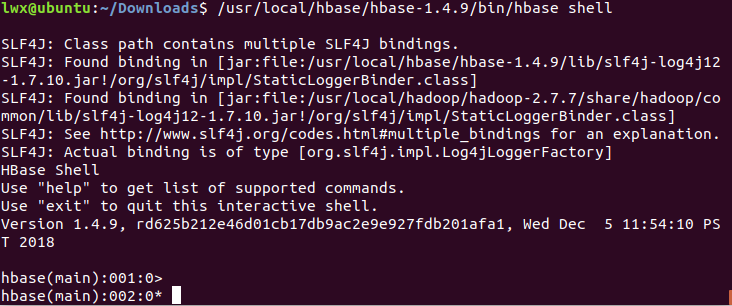 lwx@ubuntu:~/Downloads$ /usr/local/hbase/hbase-1.4.9/bin/hbase shell
SLF4J: Class path contains multiple SLF4J bindings.
SLF4J: Found binding in [jar:file:/usr/local/hbase/hbase-1.4.9/lib/slf4j-log4j12
-1.7.10.jar!/org/slf4j/impl/StaticLoggerBinder.class]
SLF4J: Found binding in [jar:file:/usr/local/hadoop/hadoop-2.7.7/share/hadoop/co
mmon/lib/slf4j-log4j12-1.7.10.jar!/org/slf4j/impl/StaticLoggerBinder.class]
SLF4J: See http://www.slf4j.org/codes.html#multiple_bindings for an explanation.
SLF4J: Actual binding is of type [org.slf4j.impl.Log4jLoggerFactory]
HBase Shell
Use "help" to get list of supported commands.
Use "exit" to quit this interactive shell.
Version 1.4.9, rd625b212e46d01cb17db9ac2e9e927fdb201afa1, Wed Dec  5 11:54:10 PS
T 2018
hbase(main):001:0>
hbase(main):002:0*